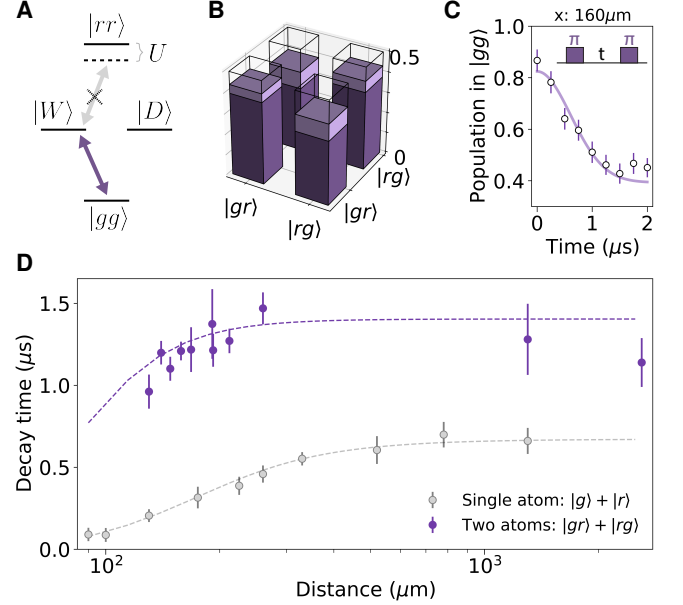 A
|rr⟩
U
|W⟩
|D⟩
|gg⟩
B
0.5
0
|rg⟩
|gr⟩
|gr⟩
|rg⟩
C
x: 160μm
π
π
t
Population in |gg⟩
1.0
0.8
0.6
0.4
0
1
2
Time (μs)
D
Decay time (μs)
1.5
1.0
0.5
0.0
Single atom: |g⟩ + |r⟩
Two atoms: |gr⟩ + |rg⟩
10²
10³
Distance (μm)